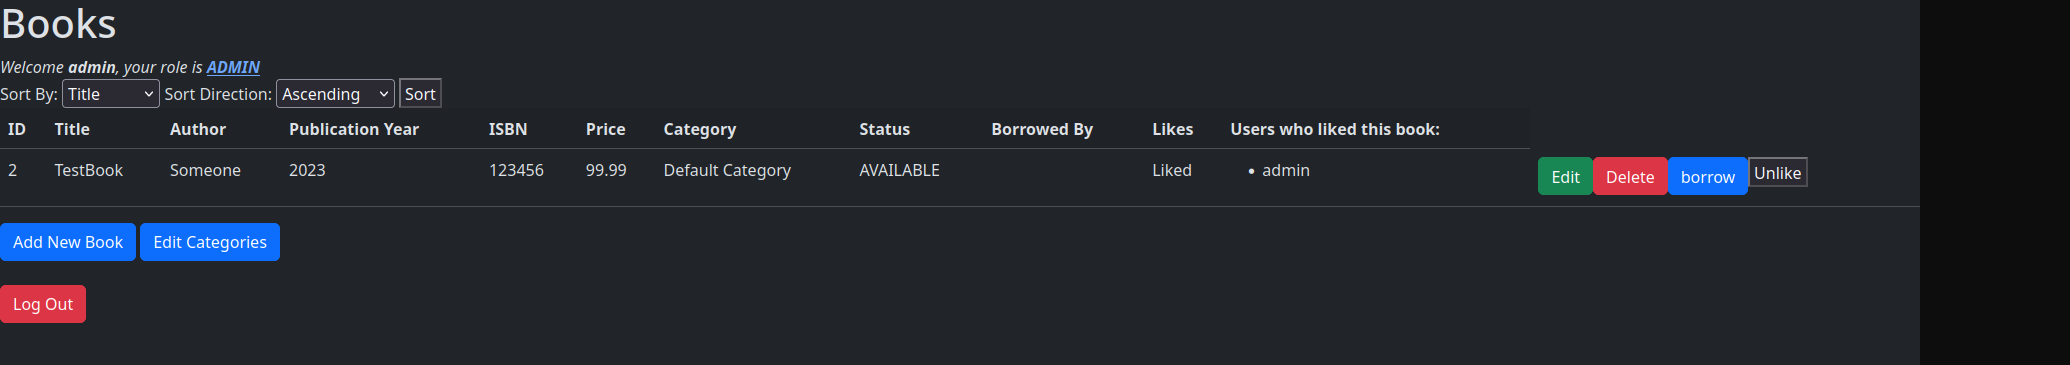 Books
Welcome admin, your role is ADMIN
Sort By: Title Sort Direction: Ascending Sort
ID Title Author Publication Year ISBN Price Category Status Borrowed By Likes Users who liked this book:
2 TestBook Someone 2023 123456 99.99 Default Category AVAILABLE Liked • admin Edit Delete borrow Unlike
Add New Book Edit Categories
Log Out